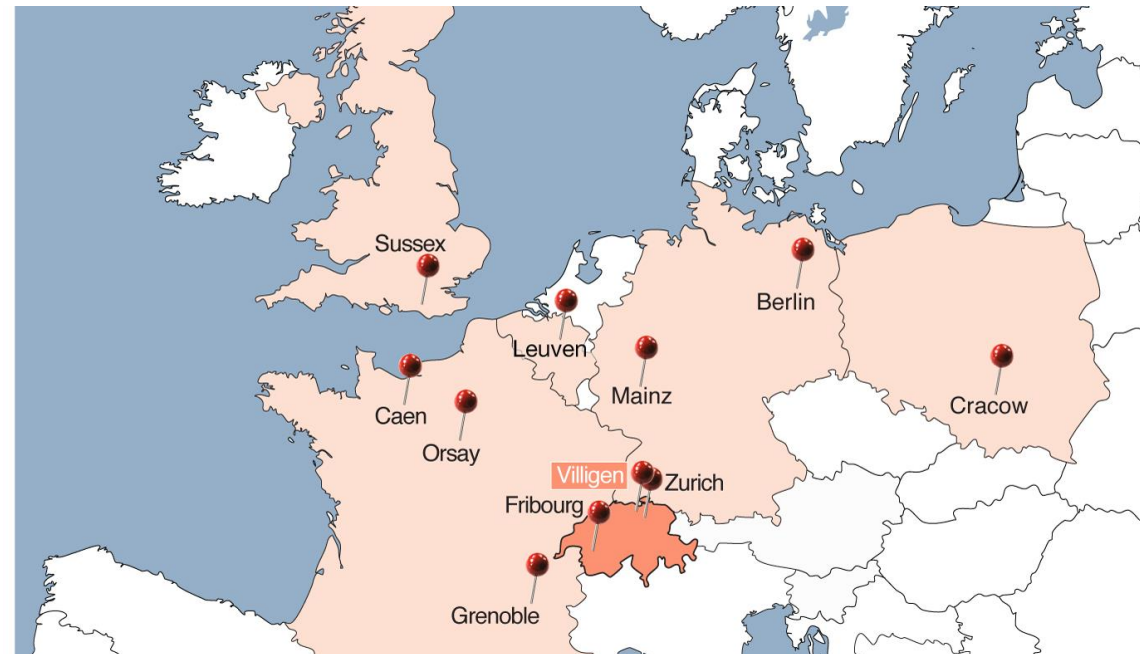 Sussex
Berlin
Leuven
Mainz
Caen
Cracow
Orsay
Villigen
Zurich
Fribourg
Grenoble